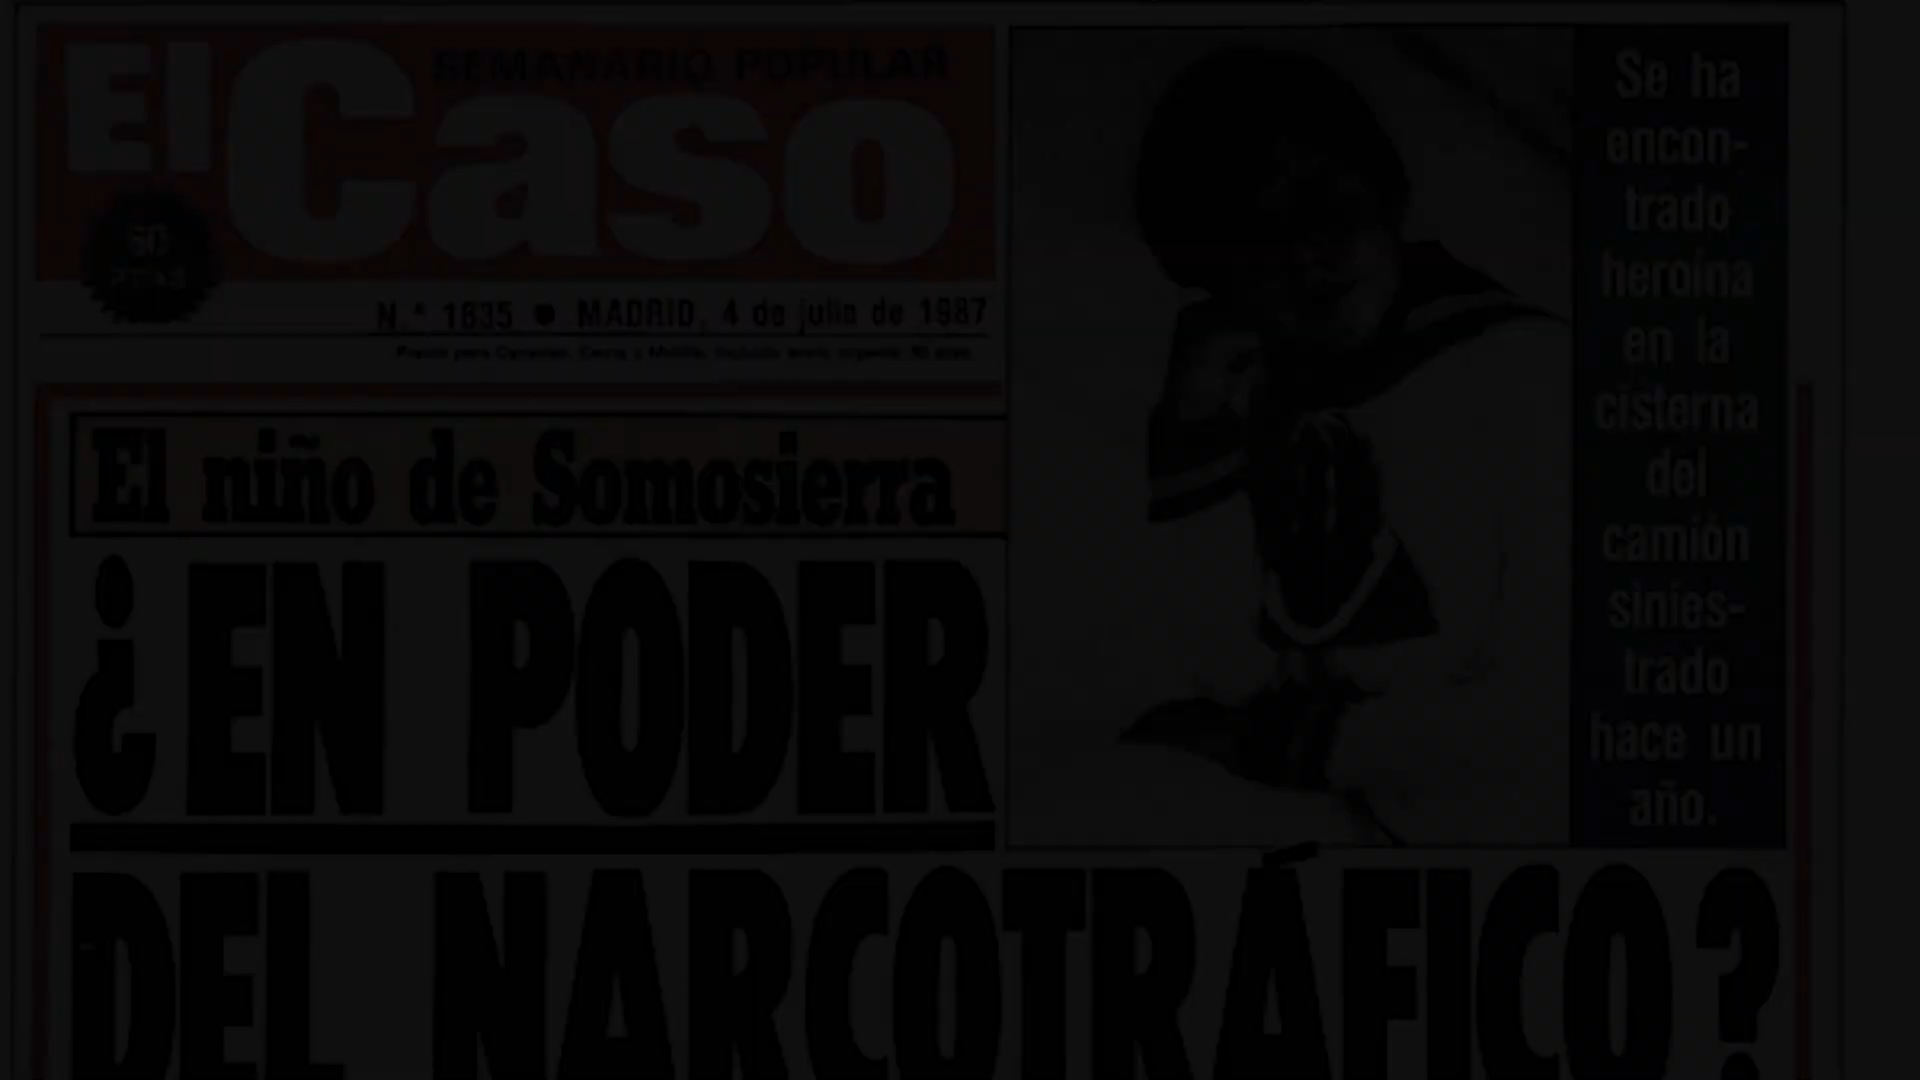 El Caso
SEMANARIO POPULAR
50
PTAS
N.º 1835 ● MADRID, 4 de julio de 1987
El niño de Somosierra
¿EN PODER
DEL NARCOTRÁFICO?
Se ha
encon-
trado
heroína
en la
cisterna
del
camión
sinies-
trado
hace un
año.